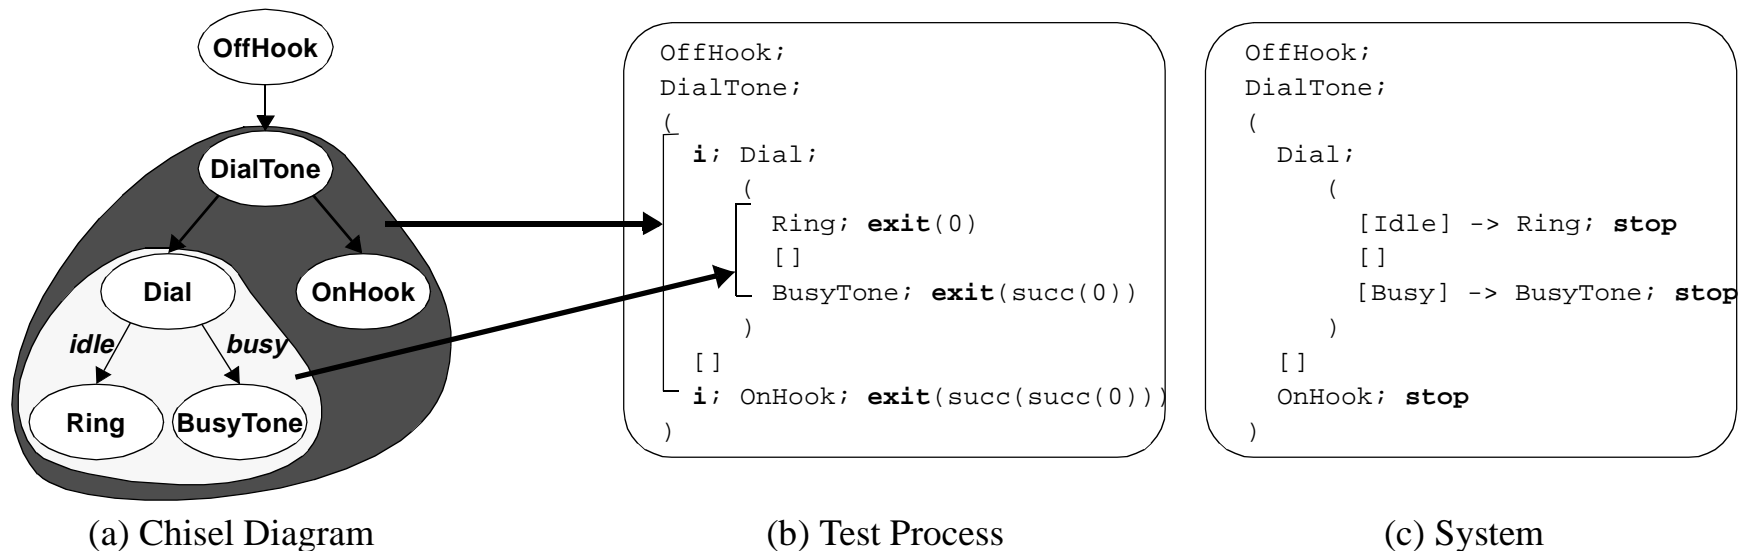 OffHook
DialTone
Dial
OnHook
idle
busy
Ring
BusyTone
(a) Chisel Diagram
OffHook;
DialTone;
(
i; Dial;
(
Ring; exit(0)
[]
BusyTone; exit(succ(0))
)
[]
i; OnHook; exit(succ(succ(0)))
)
(b) Test Process
OffHook;
DialTone;
(
Dial;
(
[Idle] -> Ring; stop
[]
[Busy] -> BusyTone; stop
)
[]
OnHook; stop
)
(c) System